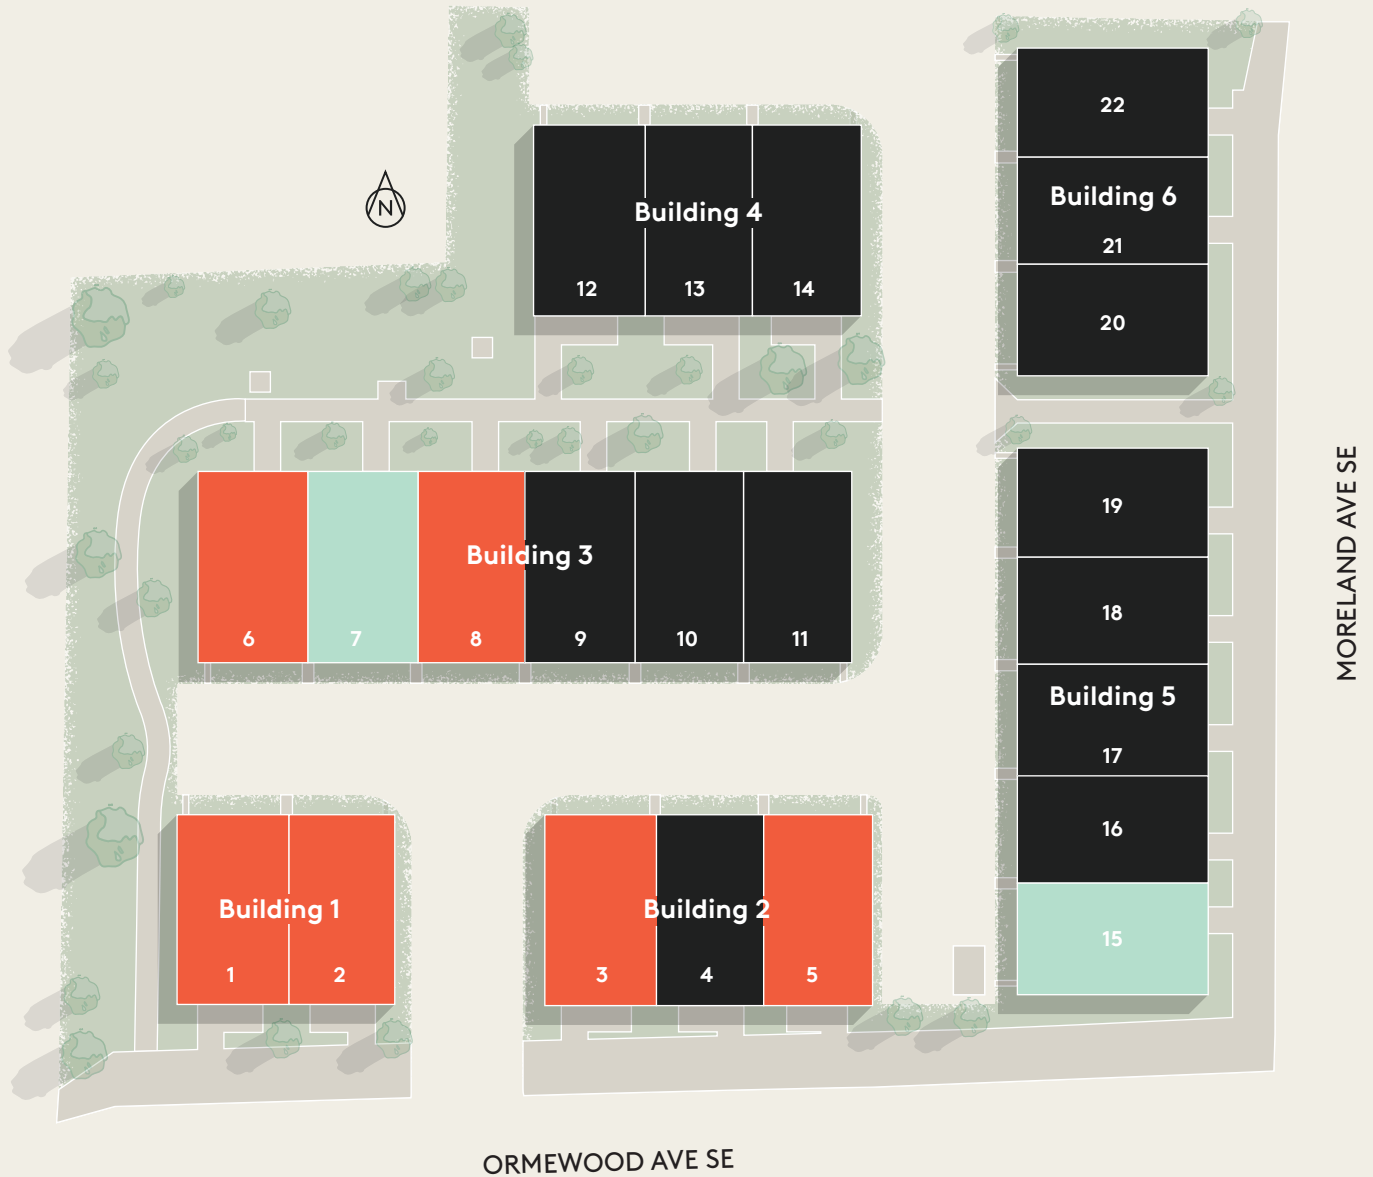 22
Building 6
21
20
N
Building 4
12 13 14
19
18
Building 5
17
16
15
Building 3
6 7 8 9 10 11
Building 1
1 2
Building 2
3 4 5
MORELAND AVE SE
ORMEWOOD AVE SE